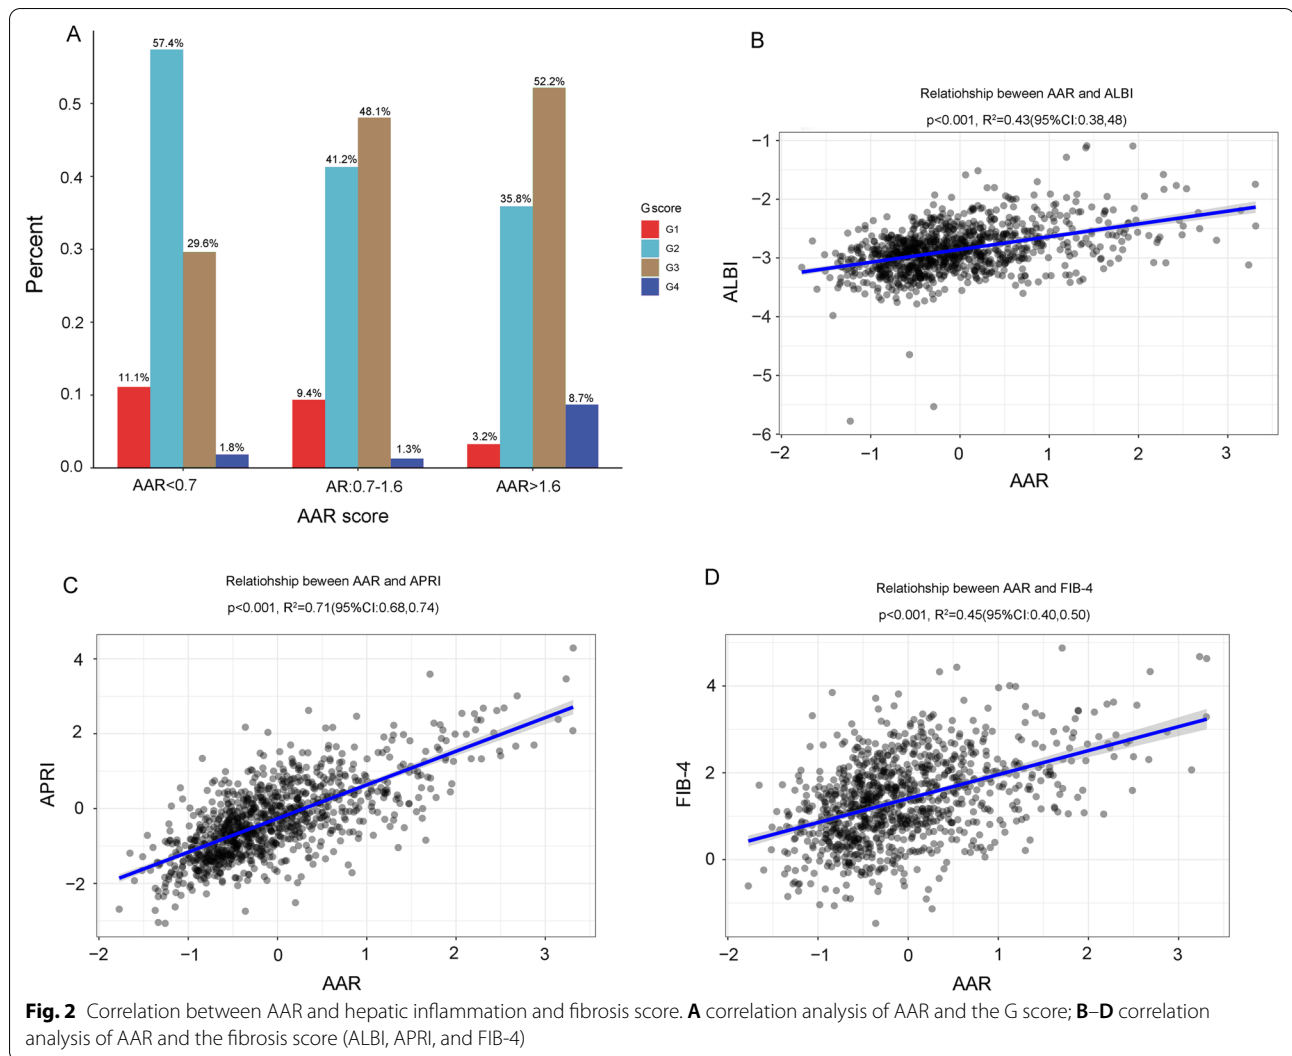 A
57.4%
52.2%
48.1%
41.2%
35.8%
29.6%
11.1%
9.4%
8.7%
3.2%
1.8%
1.3%
0.5
0.4
0.3
0.2
0.1
0.0
Percent
AAR<0.7
AR:0.7-1.6
AAR>1.6
AAR score
G score
G1
G2
G3
G4
B
Relatiohship beween AAR and ALBI
p<0.001, R²=0.43(95%CI:0.38,48)
−1
−2
−3
−4
−5
−6
ALBI
−2 −1 0 1 2 3
AAR
C
Relatiohship beween AAR and APRI
p<0.001, R²=0.71(95%CI:0.68,0.74)
4
2
0
−2
APRI
−2 −1 0 1 2 3
AAR
D
Relatiohship beween AAR and FIB-4
p<0.001, R²=0.45(95%CI:0.40,0.50)
4
2
0
FIB-4
−2 −1 0 1 2 3
AAR
Fig. 2 Correlation between AAR and hepatic inflammation and fibrosis score. A correlation analysis of AAR and the G score; B–D correlation
analysis of AAR and the fibrosis score (ALBI, APRI, and FIB-4)